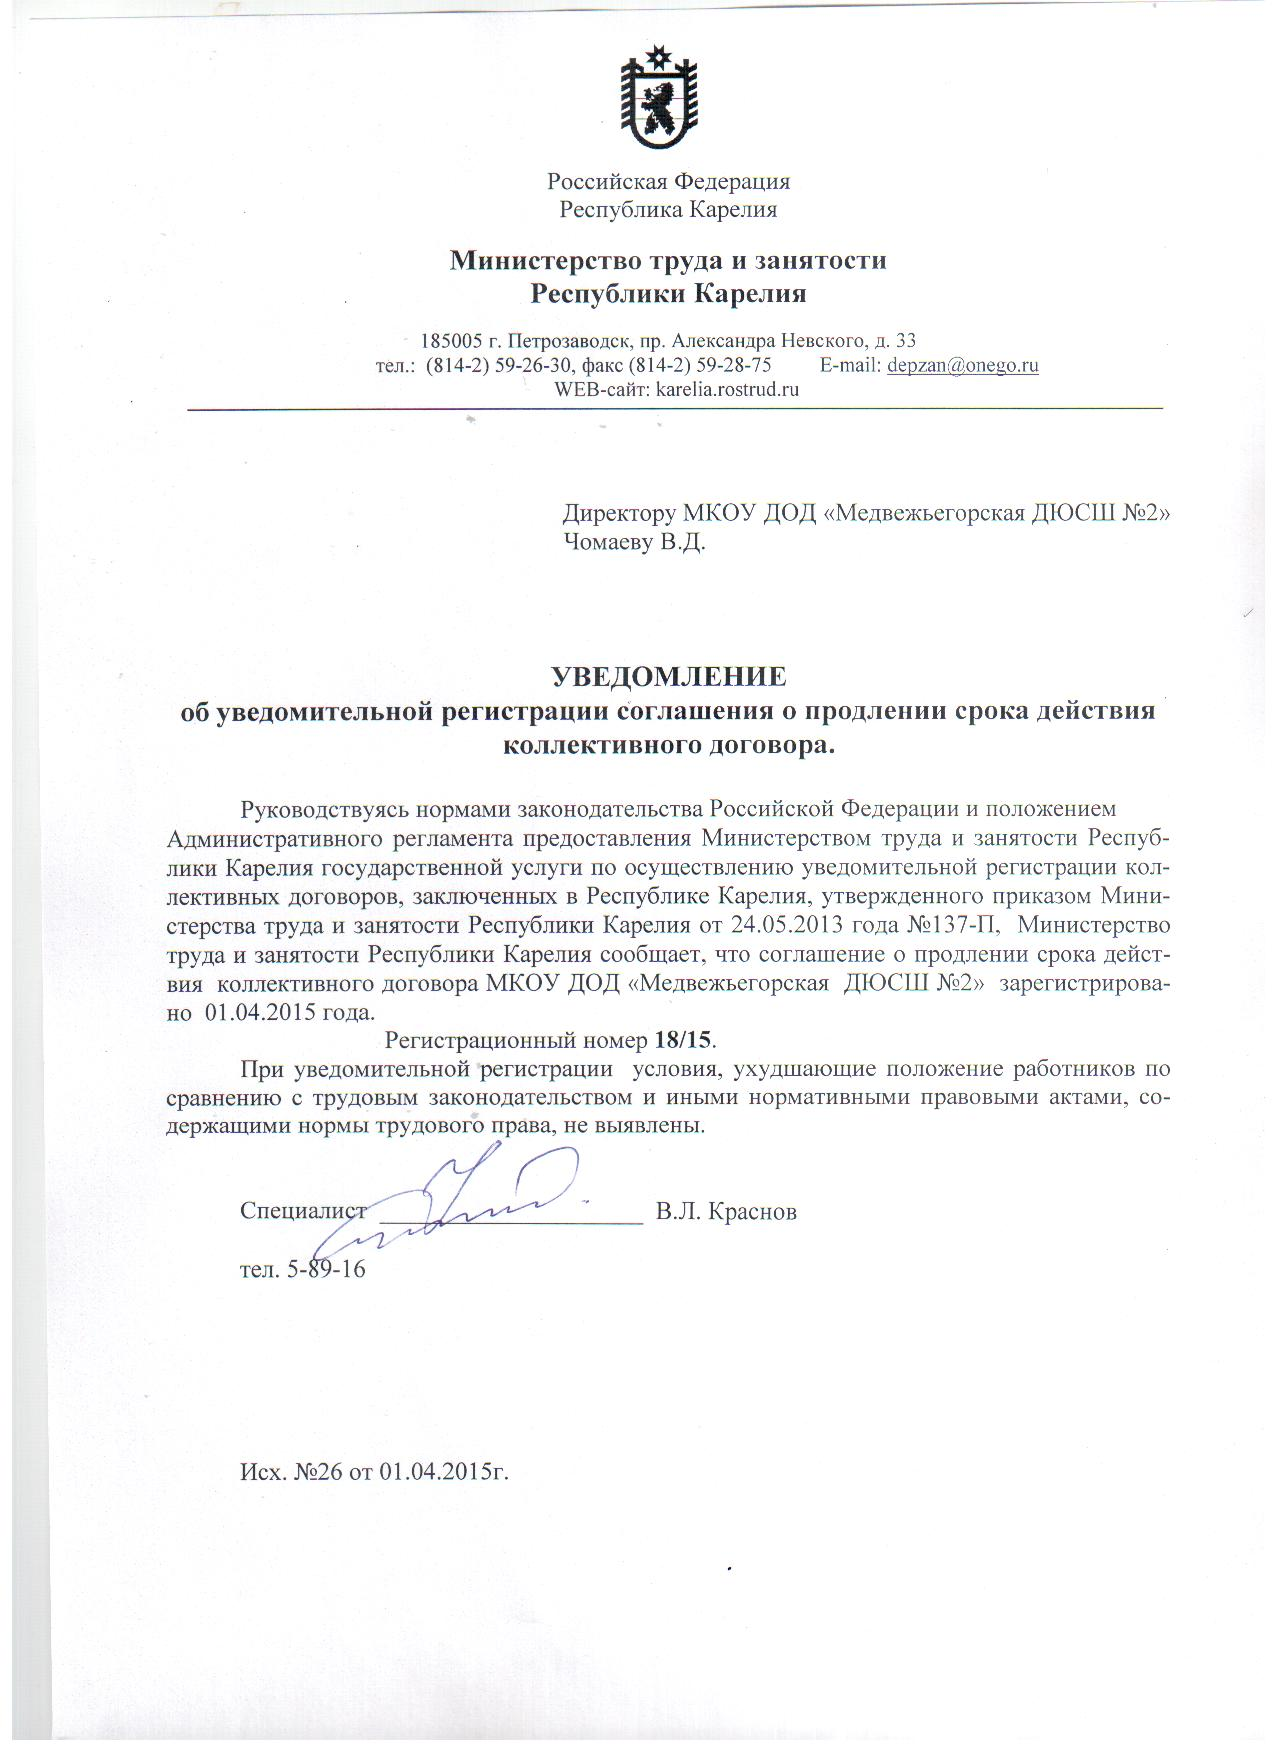 Российская Федерация
Республика Карелия
Министерство труда и занятости
Республики Карелия
185005 г. Петрозаводск, пр. Александра Невского, д. 33
тел.: (814-2) 59-26-30, факс (814-2) 59-28-75 E-mail: depzan@onego.ru
WEB-сайт: karelia.rostrud.ru
Директору МКОУ ДОД «Медвежьегорская ДЮСШ №2»
Чомаеву В.Д.
УВЕДОМЛЕНИЕ
об уведомительной регистрации соглашения о продлении срока действия
коллективного договора.
Руководствуясь нормами законодательства Российской Федерации и положением
Административного регламента предоставления Министерством труда и занятости Респуб-
лики Карелия государственной услуги по осуществлению уведомительной регистрации кол-
лективных договоров, заключенных в Республике Карелия, утвержденного приказом Мини-
стерства труда и занятости Республики Карелия от 24.05.2013 года №137-П, Министерство
труда и занятости Республики Карелия сообщает, что соглашение о продлении срока дейст-
вия коллективного договора МКОУ ДОД «Медвежьегорская ДЮСШ №2» зарегистрирова-
но 01.04.2015 года.
Регистрационный номер 18/15.
При уведомительной регистрации условия, ухудшающие положение работников по
сравнению с трудовым законодательством и иными нормативными правовыми актами, со-
держащими нормы трудового права, не выявлены.
Специалист ____________________ В.Л. Краснов
тел. 5-89-16
Исх. №26 от 01.04.2015г.